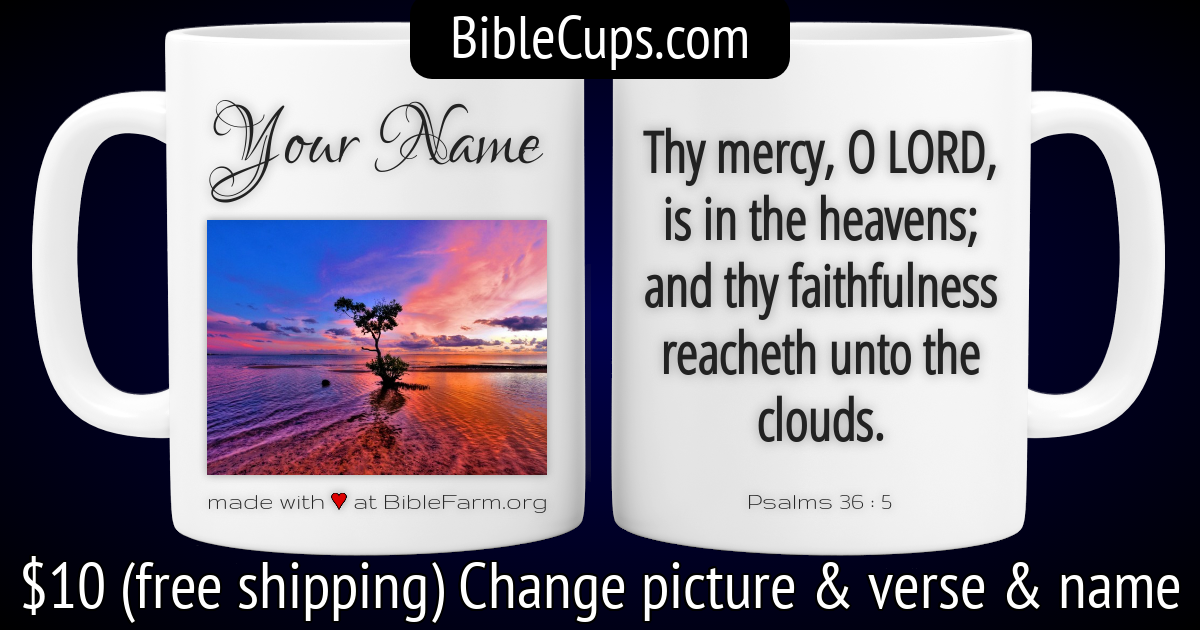 BibleCups.com
Your Name
made with ♥ at BibleFarm.org
Thy mercy, O LORD,
is in the heavens;
and thy faithfulness
reacheth unto the
clouds.
Psalms 36 : 5
$10 (free shipping) Change picture & verse & name